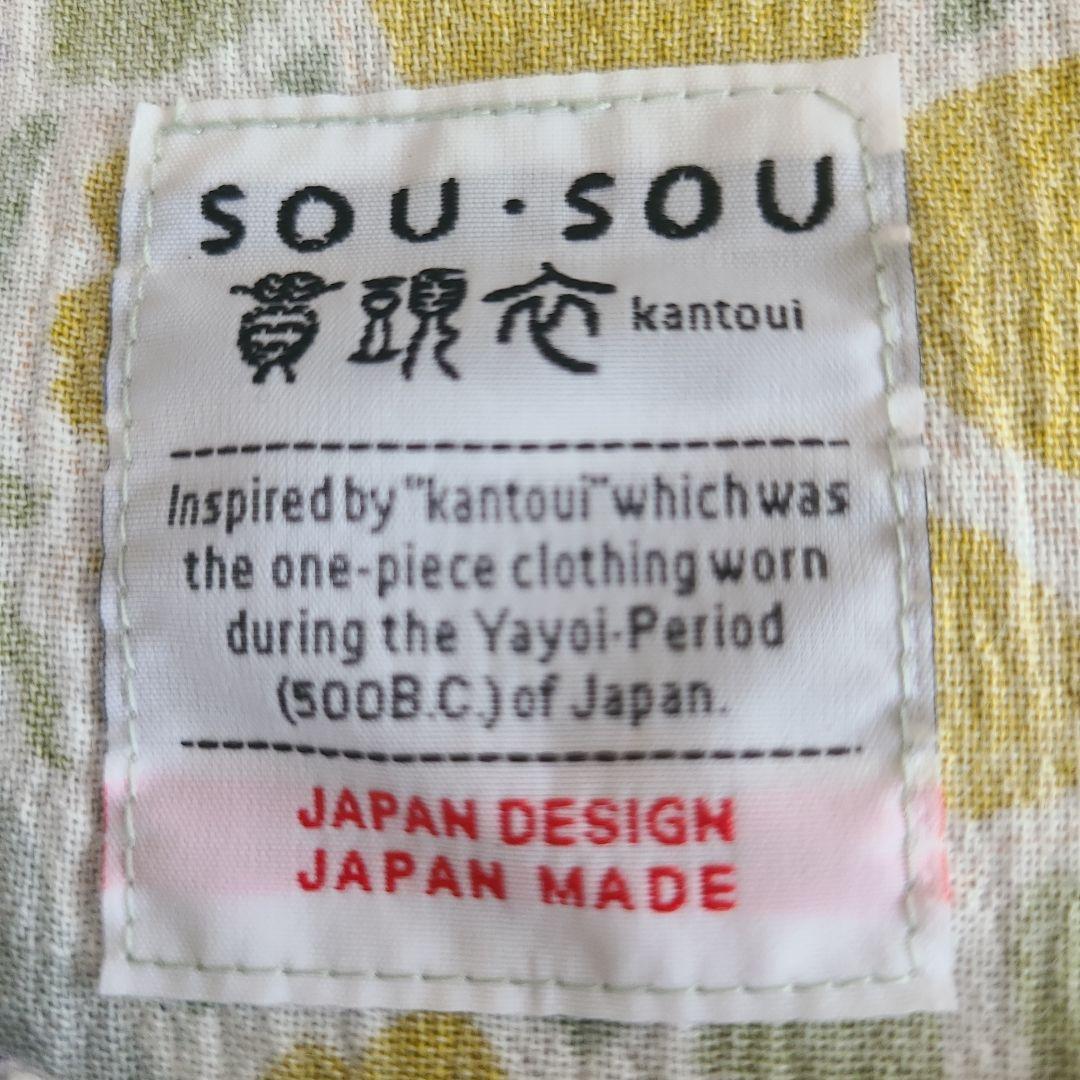 SOU・SOU
貫頭衣 kantoui
Inspired by "kantoui" which was
the one-piece clothing worn
during the Yayoi-Period
(500B.C.) of Japan.
JAPAN DESIGN
JAPAN MADE